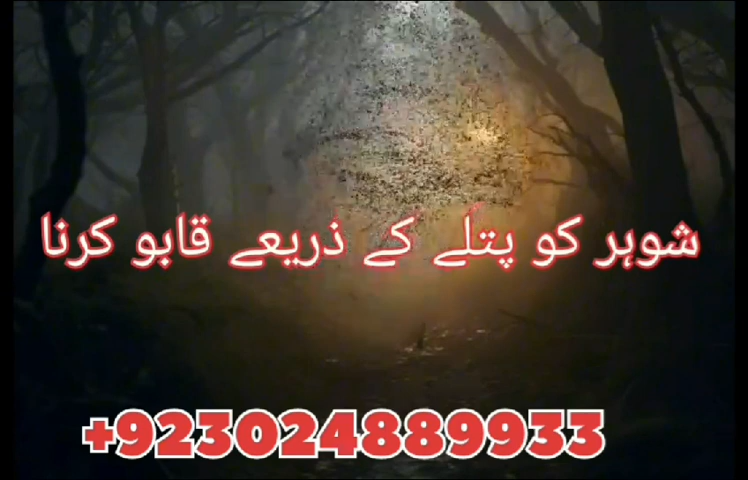 شوہر کو پتلے کے ذریعے قابو کرنا
+923024889933